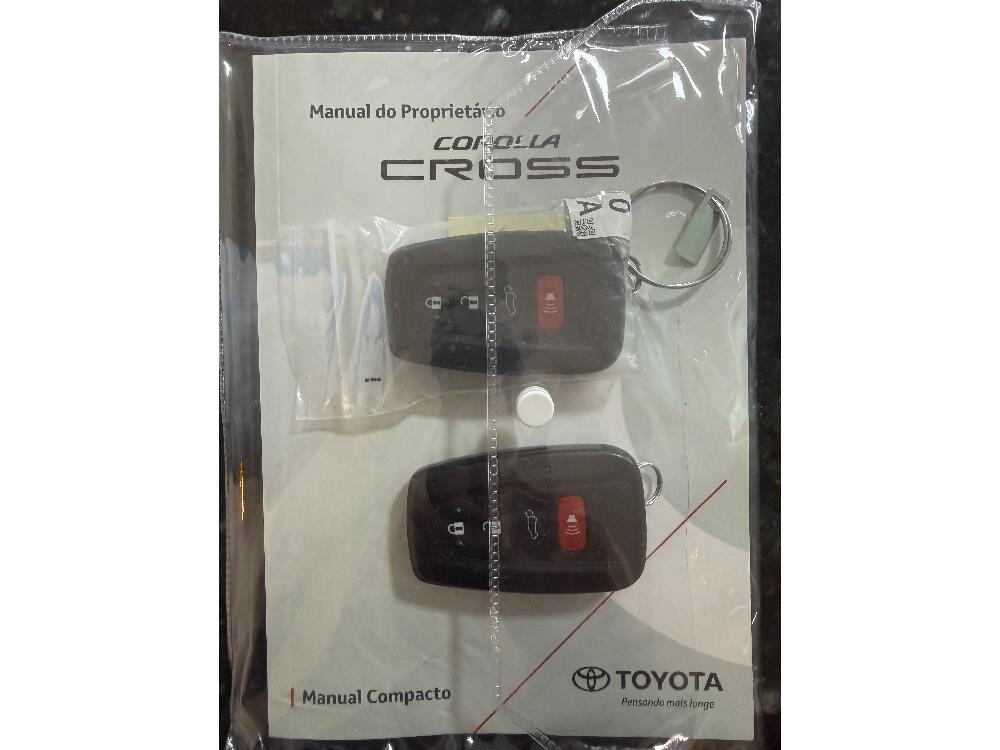 Manual do Proprietário
COROLLA
CROSS
O
A
Manual Compacto
TOYOTA
Pensando mais longe